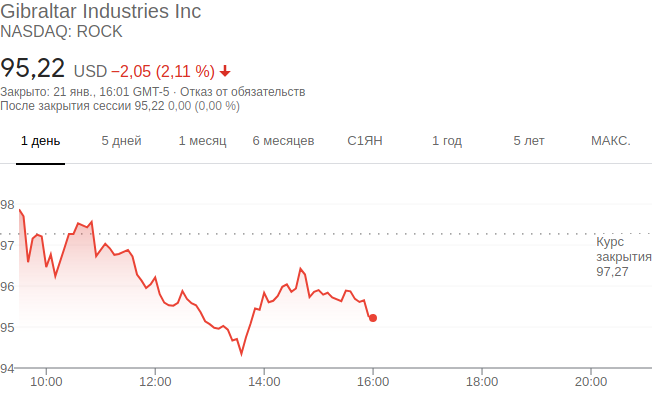 Gibraltar Industries Inc
NASDAQ: ROCK
95,22 USD −2,05 (2,11 %)
Закрыто: 21 янв., 16:01 GMT-5 · Отказ от обязательств
После закрытия сессии 95,22 0,00 (0,00 %)
1 день 5 дней 1 месяц 6 месяцев С1ЯН 1 год 5 лет МАКС.
98
97
Курс
закрытия
97,27
96
95
94
10:00 12:00 14:00 16:00 18:00 20:00